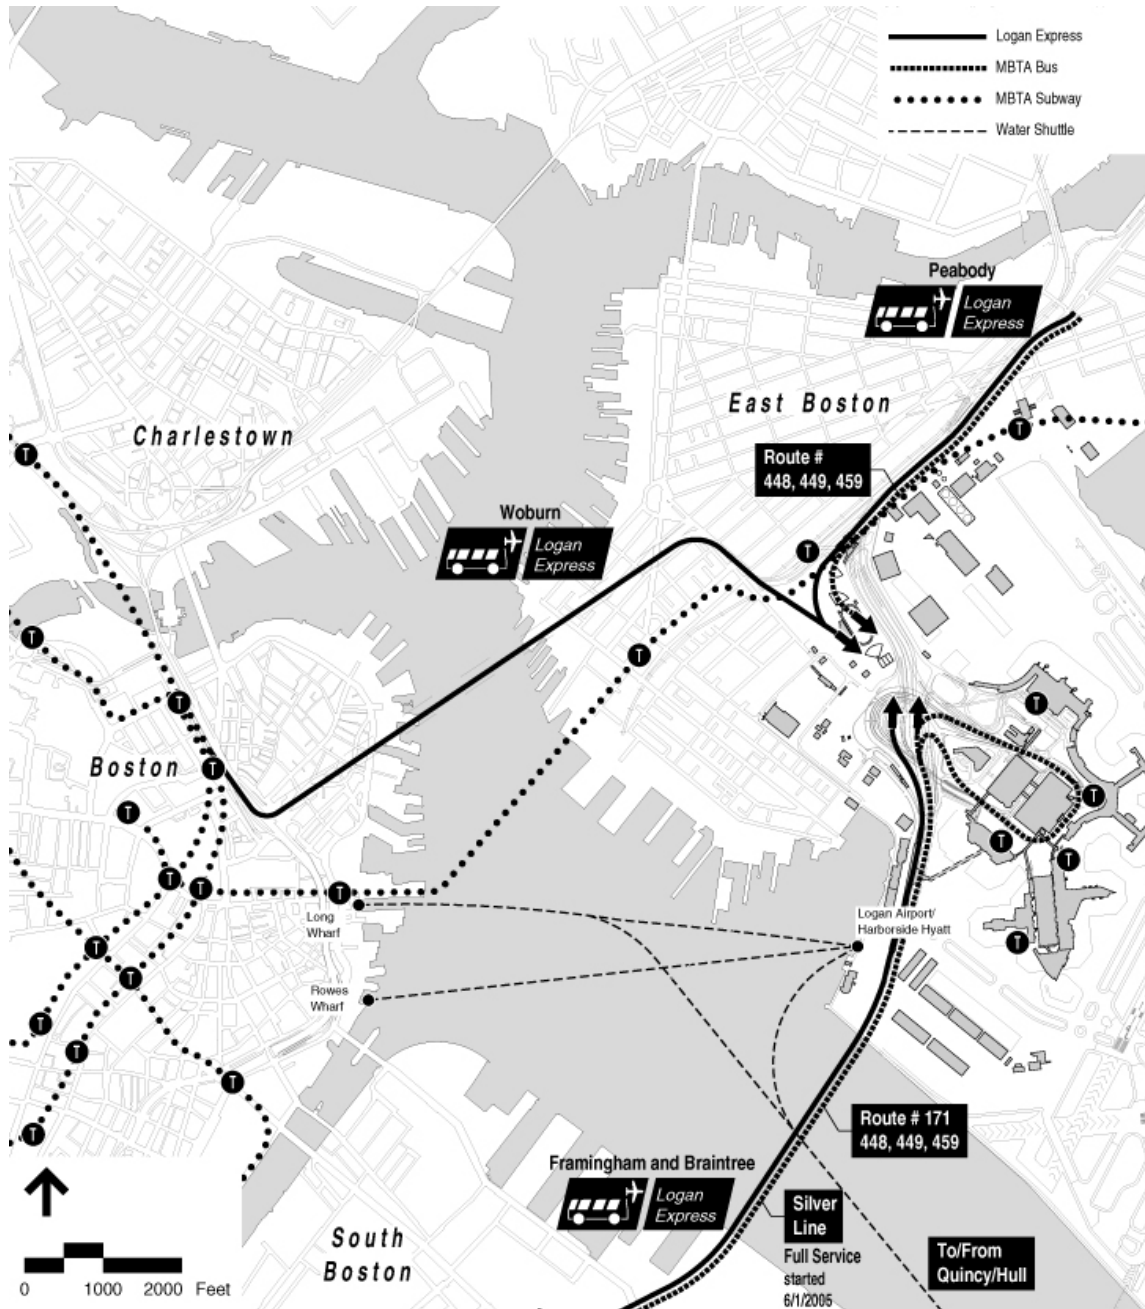 Logan Express
MBTA Bus
MBTA Subway
Water Shuttle
Peabody
Logan
Express
East Boston
Charlestown
Route #
448, 449, 459
Woburn
Logan
Express
T
T
T
T
T
T
T
Boston
T
T
T
T
T
T
T
T
T
T
Long
Wharf
Logan Airport/
Harborside Hyatt
T
T
T
Rowes
Wharf
T
T
T
T
Route # 171
448, 449, 459
Framingham and Braintree
Logan
Express
Silver
Line
Full Service
started
6/1/2005
To/From
Quincy/Hull
South
Boston
0 1000 2000 Feet